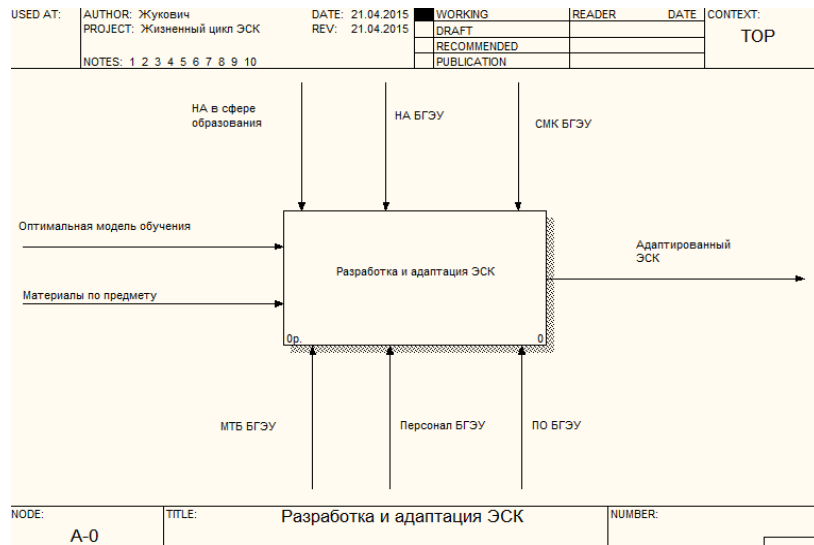 USED AT:
AUTHOR: Жукович
DATE: 21.04.2015
WORKING
READER
DATE
CONTEXT:
PROJECT: Жизненный цикл ЭСК
REV: 21.04.2015
DRAFT
TOP
RECOMMENDED
NOTES: 1 2 3 4 5 6 7 8 9 10
PUBLICATION
НА в сфере
образования
НА БГЭУ
СМК БГЭУ
Оптимальная модель обучения
Адаптированный
ЭСК
Разработка и адаптация ЭСК
Материалы по предмету
0р.
0
МТБ БГЭУ
Персонал БГЭУ
ПО БГЭУ
NODE:
TITLE:
Разработка и адаптация ЭСК
NUMBER:
A-0